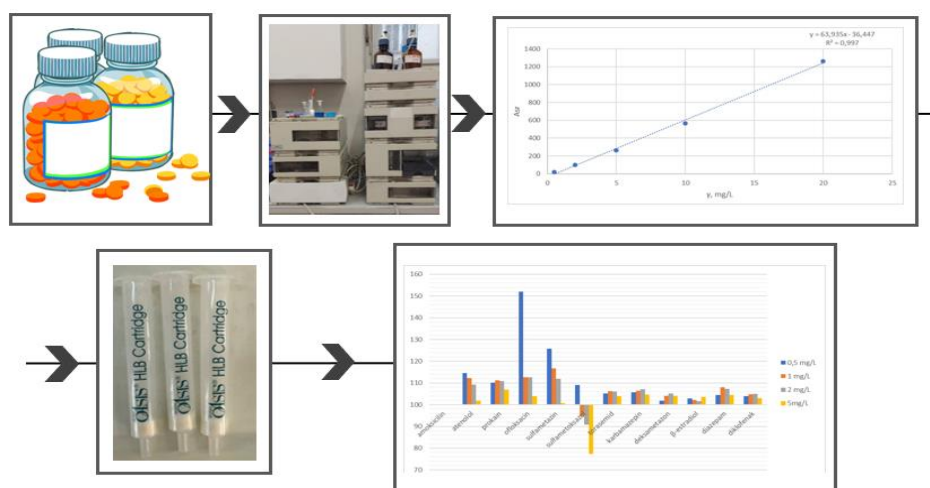 y = 63,935x - 36,447
R² = 0,997
1400
1200
1000
800
600
400
200
0
Asr
0
5
10
15
20
25
γ, mg/L
Oasis® HLB Cartridge
Oasis® HLB Cartridge
Oasis® HLB Cartridge
160
150
140
130
120
110
100
90
80
70
amoksicilin
atenolol
prokain
ofloksacin
sulfametazin
sulfametoksazol
torasemid
karbamazepin
deksametazon
β-estradiol
diazepam
diklofenak
0,5 mg/L
1 mg/L
2 mg/L
5mg/L